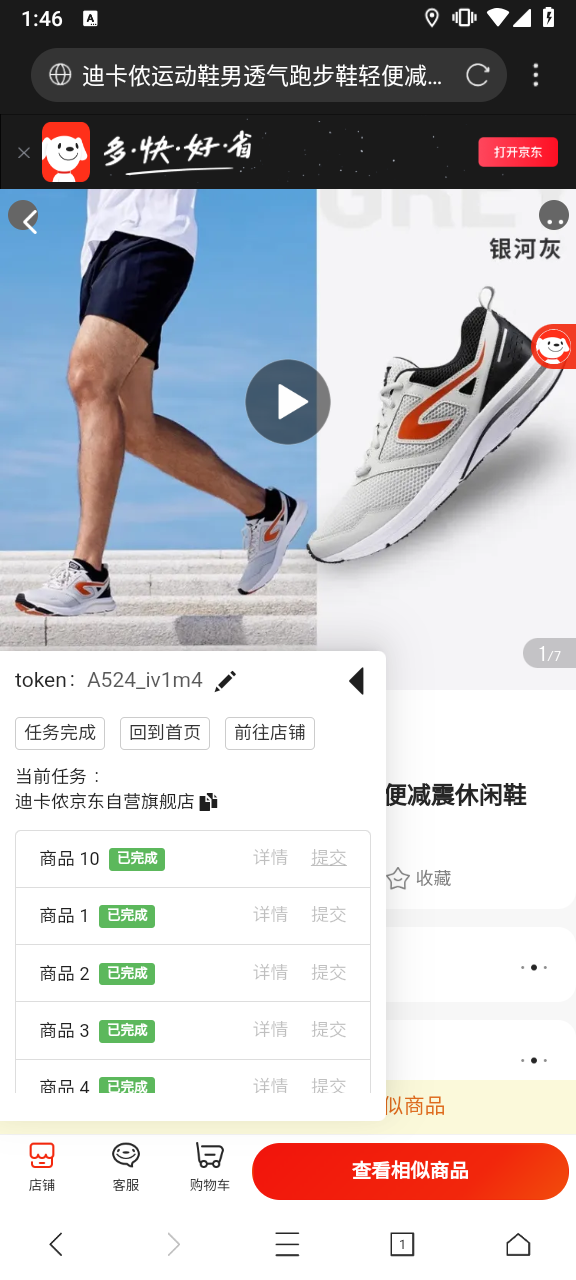 1:46
A
迪卡侬运动鞋男透气跑步鞋轻便减...
多·快·好·省
打开京东
银河灰
1/7
token： A524_iv1m4
任务完成 回到首页 前往店铺
当前任务：
迪卡侬京东自营旗舰店
便减震休闲鞋
商品 10 已完成 详情 提交
收藏
商品 1 已完成 详情 提交
商品 2 已完成 详情 提交
商品 3 已完成 详情 提交
商品 4 已完成 详情 提交
似商品
店铺 客服 购物车 查看相似商品
1